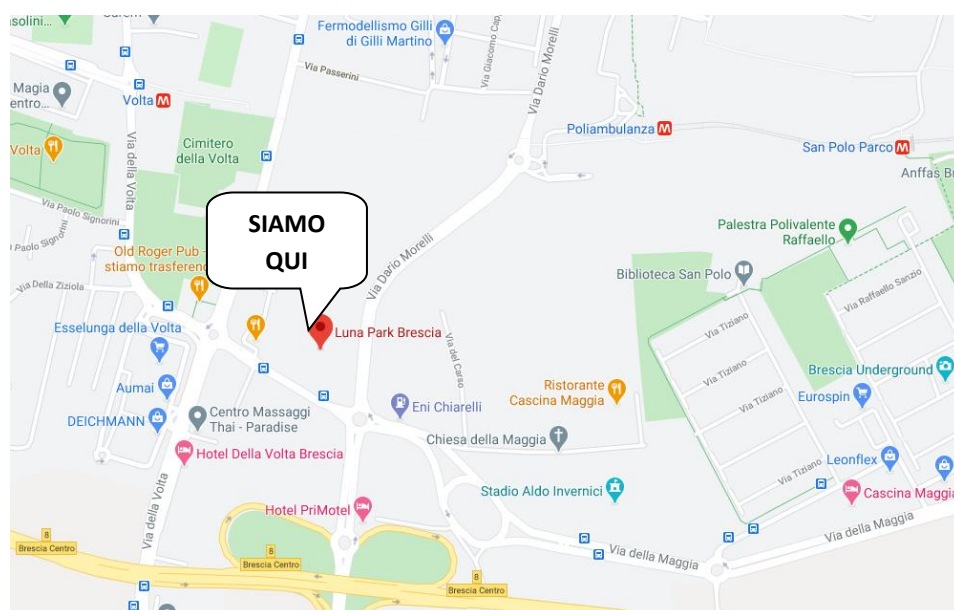 asolini...
Sarem
Fermodellismo Gilli
di Gilli Martino
Via Giacomo Cap
Via Dario Morelli
Via Passerini
Magia
entro...
Volta M
Poliambulanza M
San Polo Parco M
Cimitero
della Volta
Volta
Via della Volta
Anffas Br
Via Paolo Signorini
Paolo Signorini
SIAMO
QUI
Palestra Polivalente
Raffaello
Old Roger Pub -
stiamo trasferend
Via Dario Morelli
Biblioteca San Polo
Via Della Ziziola
Via Raffaello Sanzio
Esselunga della Volta
Luna Park Brescia
Via Tiziano
Via del Carso
Via Tiziano
Brescia Underground
Aumai
Ristorante
Cascina Maggia
Via Tiziano
Eurospin
DEICHMANN
Centro Massaggi
Thai - Paradise
Eni Chiarelli
Chiesa della Maggia
Hotel Della Volta Brescia
Via Tiziano
Leonflex
Stadio Aldo Invernici
Cascina Maggia
Hotel PriMotel
Via della Volta
Via della Maggia
8
Brescia Centro
8
Brescia Centro
Via della Maggia
8
Brescia Centro